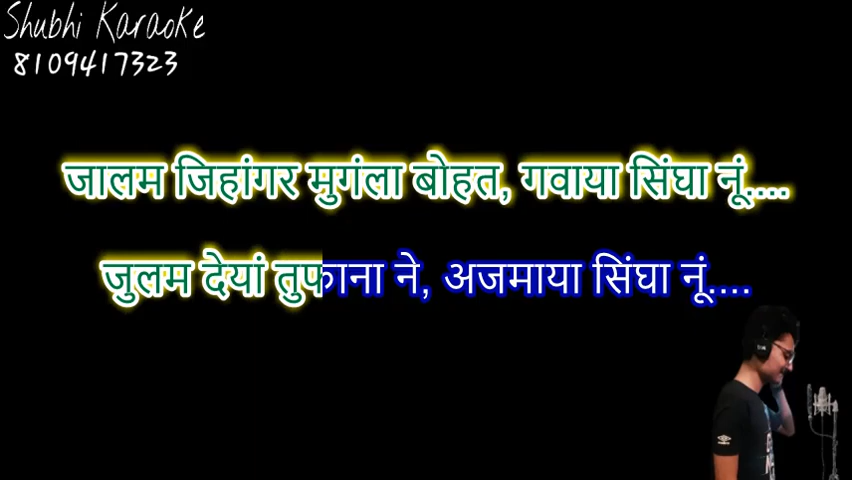 Shubhi Karaoke
8109417323
जालम जिहांगर मुगंला बोहत, गवाया सिंघा नूं....
जुलम देयां तुफाना ने, अजमाया सिंघा नूं....